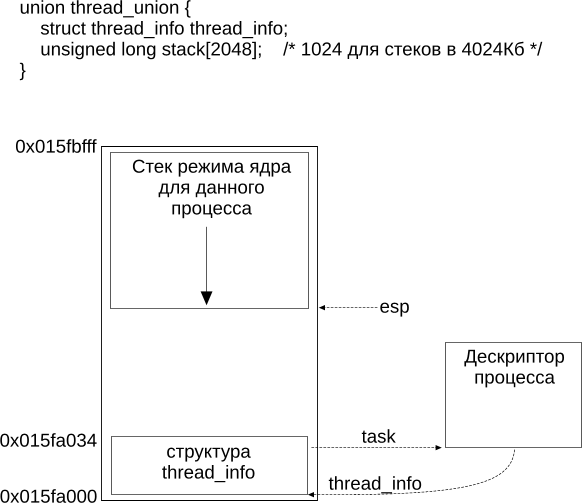 union thread_union {
struct thread_info thread_info;
unsigned long stack[2048]; /* 1024 для стеков в 4024Кб */
}
0x015fbfff
Стек режима ядра
для данного
процесса
esp
Дескриптор
процесса
0x015fa034
task
структура
thread_info
thread_info
0x015fa000